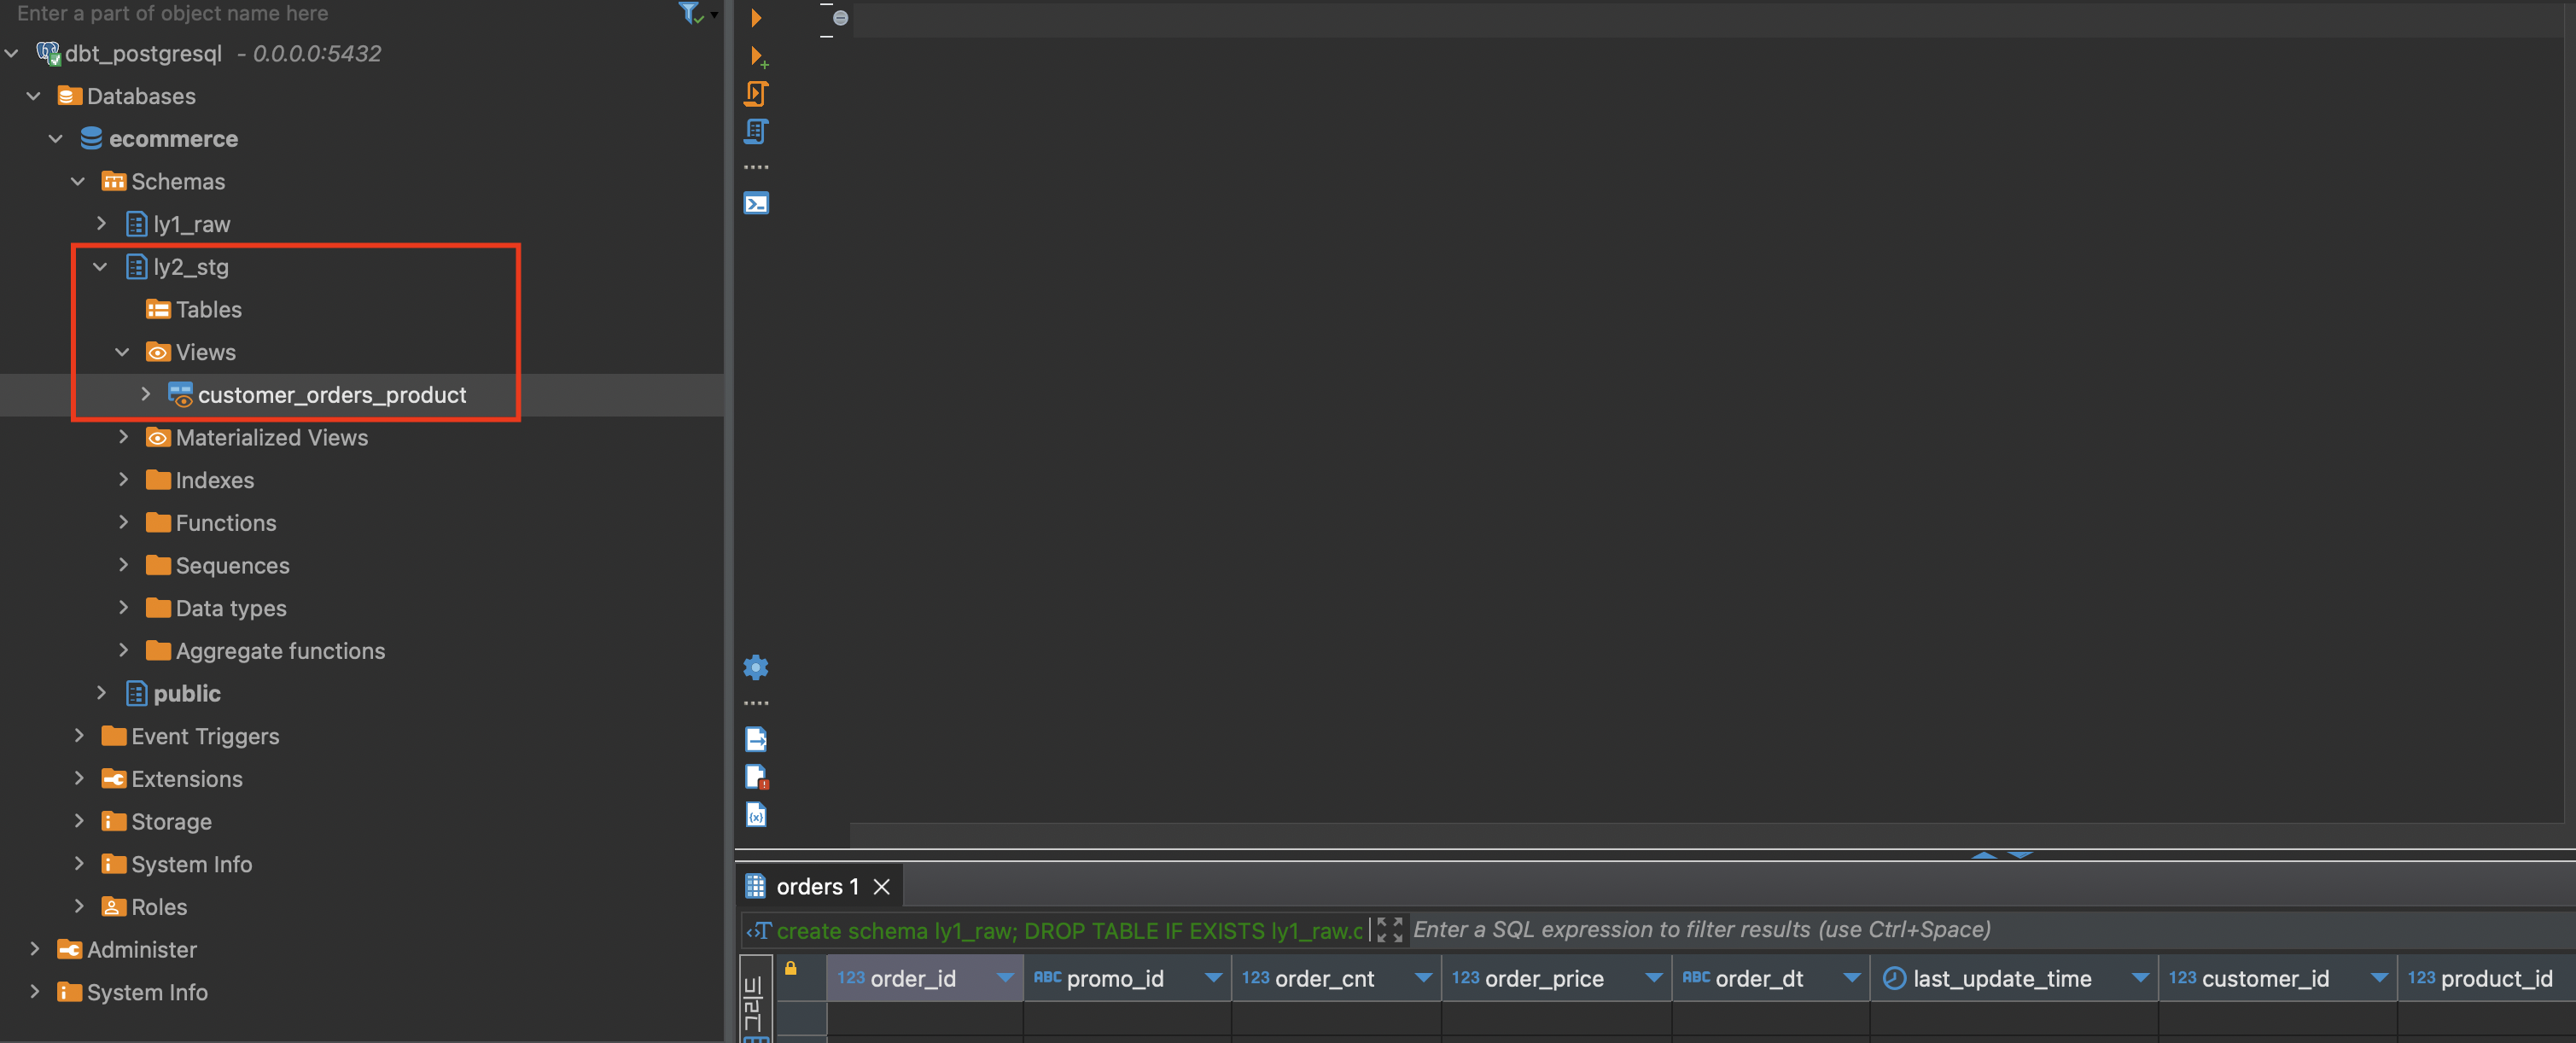 Enter a part of object name here
dbt_postgresql - 0.0.0.0:5432
Databases
ecommerce
Schemas
ly1_raw
ly2_stg
Tables
Views
customer_orders_product
Materialized Views
Indexes
Functions
Sequences
Data types
Aggregate functions
public
Event Triggers
Extensions
Storage
System Info
Roles
Administer
System Info
orders 1
create schema ly1_raw; DROP TABLE IF EXISTS ly1_raw.c
Enter a SQL expression to filter results (use Ctrl+Space)
123 order_id ABC promo_id 123 order_cnt 123 order_price ABC order_dt last_update_time 123 customer_id 123 product_id